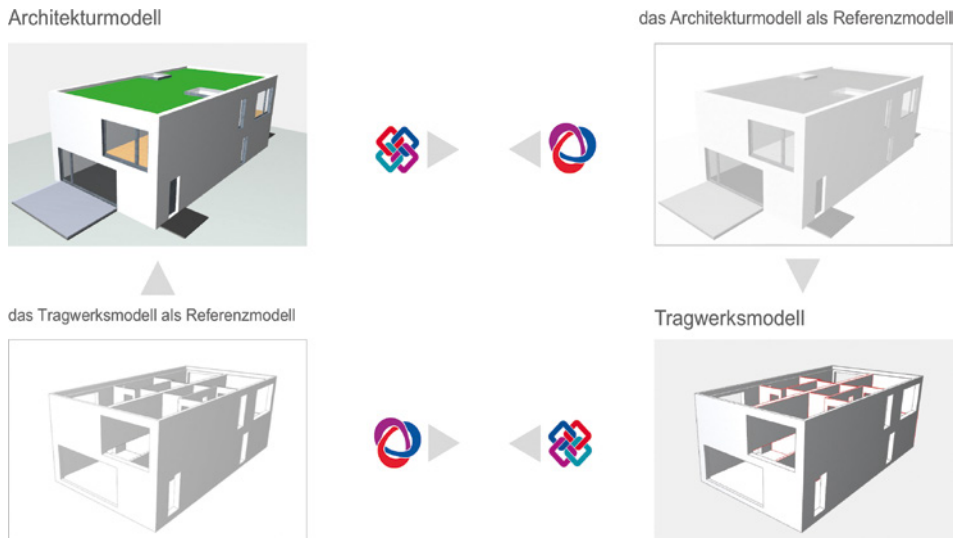 Architekturmodell
das Architekturmodell als Referenzmodell
das Tragwerksmodell als Referenzmodell
Tragwerksmodell